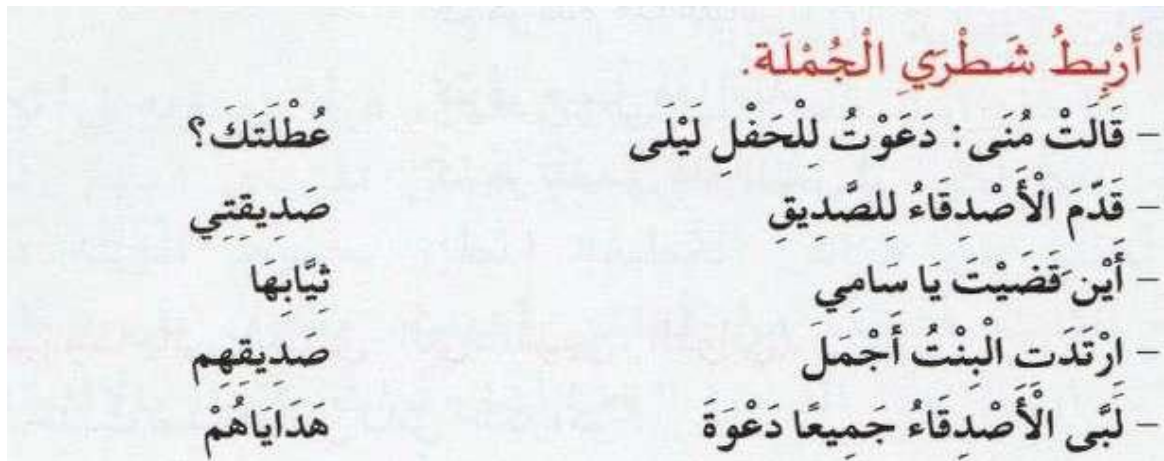 أَرْبِطُ شَطْرَيِ الْجُمْلَة.
– قَالَتْ مُنَى: دَعَوْتُ لِلْحَفْلِ لَيْلَى عُطْلَتَكَ؟
– قَدَّمَ الْأَصْدِقَاءُ لِلصَّدِيقِ صَدِيقِتِي
– أَيْن َقَضَيْتَ يَا سَامِي ثِيَّابِهَا
– ارْتَدَتِ الْبِنْتُ أَجْمَلَ صَدِيقِهِم
– لَبَّى الْأَصْدِقَاءُ جَمِيعًا دَعْوَةَ هَدَايَاهُمْ